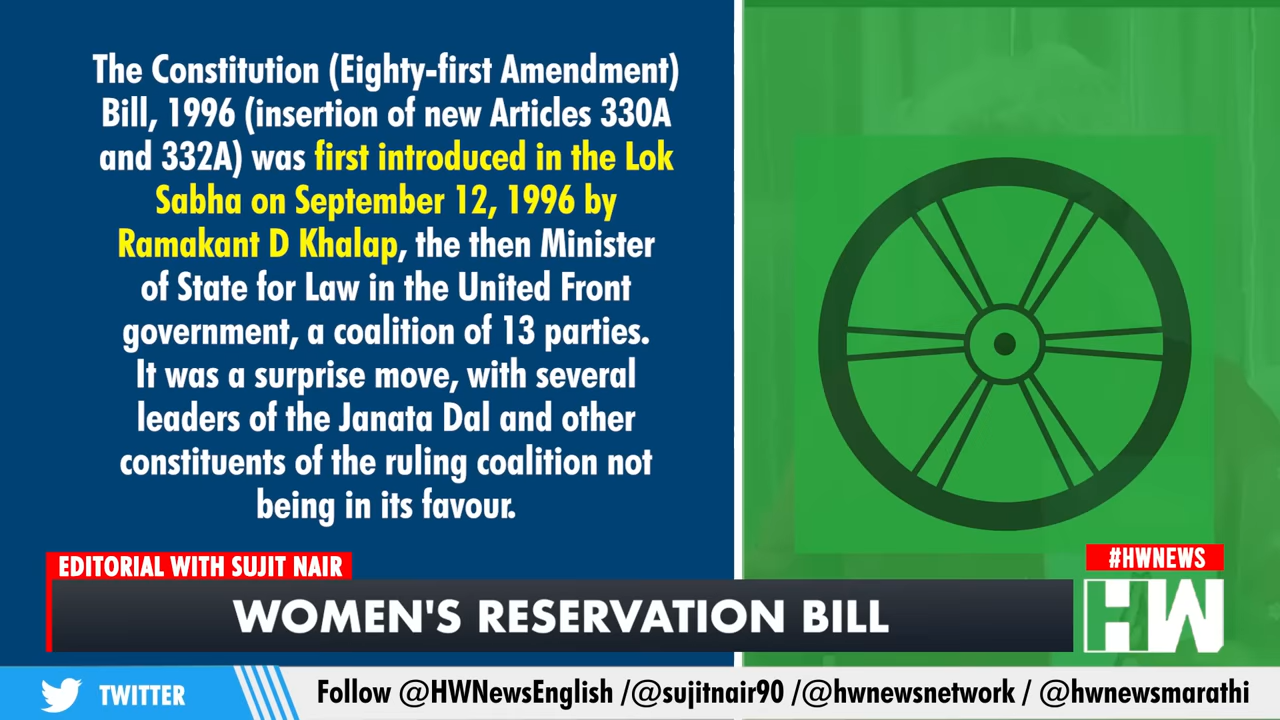 The Constitution (Eighty-first Amendment)
Bill, 1996 (insertion of new Articles 330A
and 332A) was first introduced in the Lok
Sabha on September 12, 1996 by
Ramakant D Khalap, the then Minister
of State for Law in the United Front
government, a coalition of 13 parties.
It was a surprise move, with several
leaders of the Janata Dal and other
constituents of the ruling coalition not
being in its favour.
EDITORIAL WITH SUJIT NAIR
#HWNEWS
WOMEN'S RESERVATION BILL
HW
TWITTER
Follow @HWNewsEnglish /@sujitnair90 /@hwnewsnetwork / @hwnewsmarathi